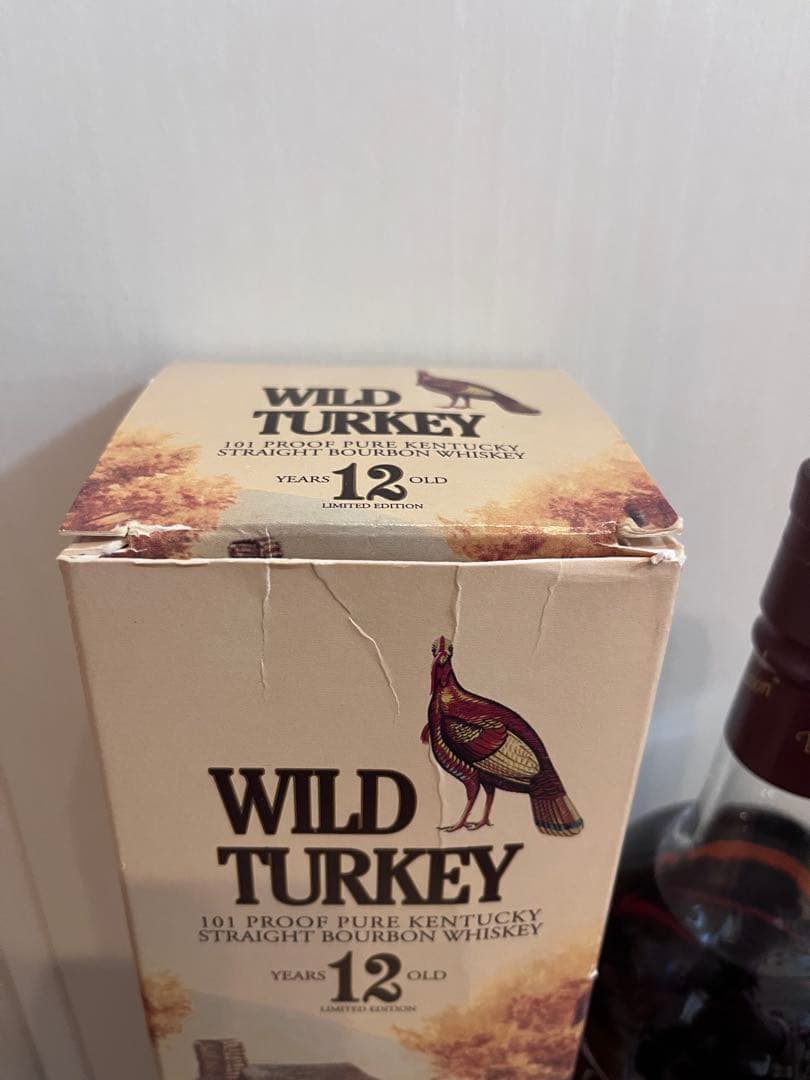 WILD
TURKEY
101 PROOF PURE KENTUCKY
STRAIGHT BOURBON WHISKEY
YEARS 12 OLD
LIMITED EDITION
WILD
TURKEY
101 PROOF PURE KENTUCKY
STRAIGHT BOURBON WHISKEY
YEARS 12 OLD
LIMITED EDITION